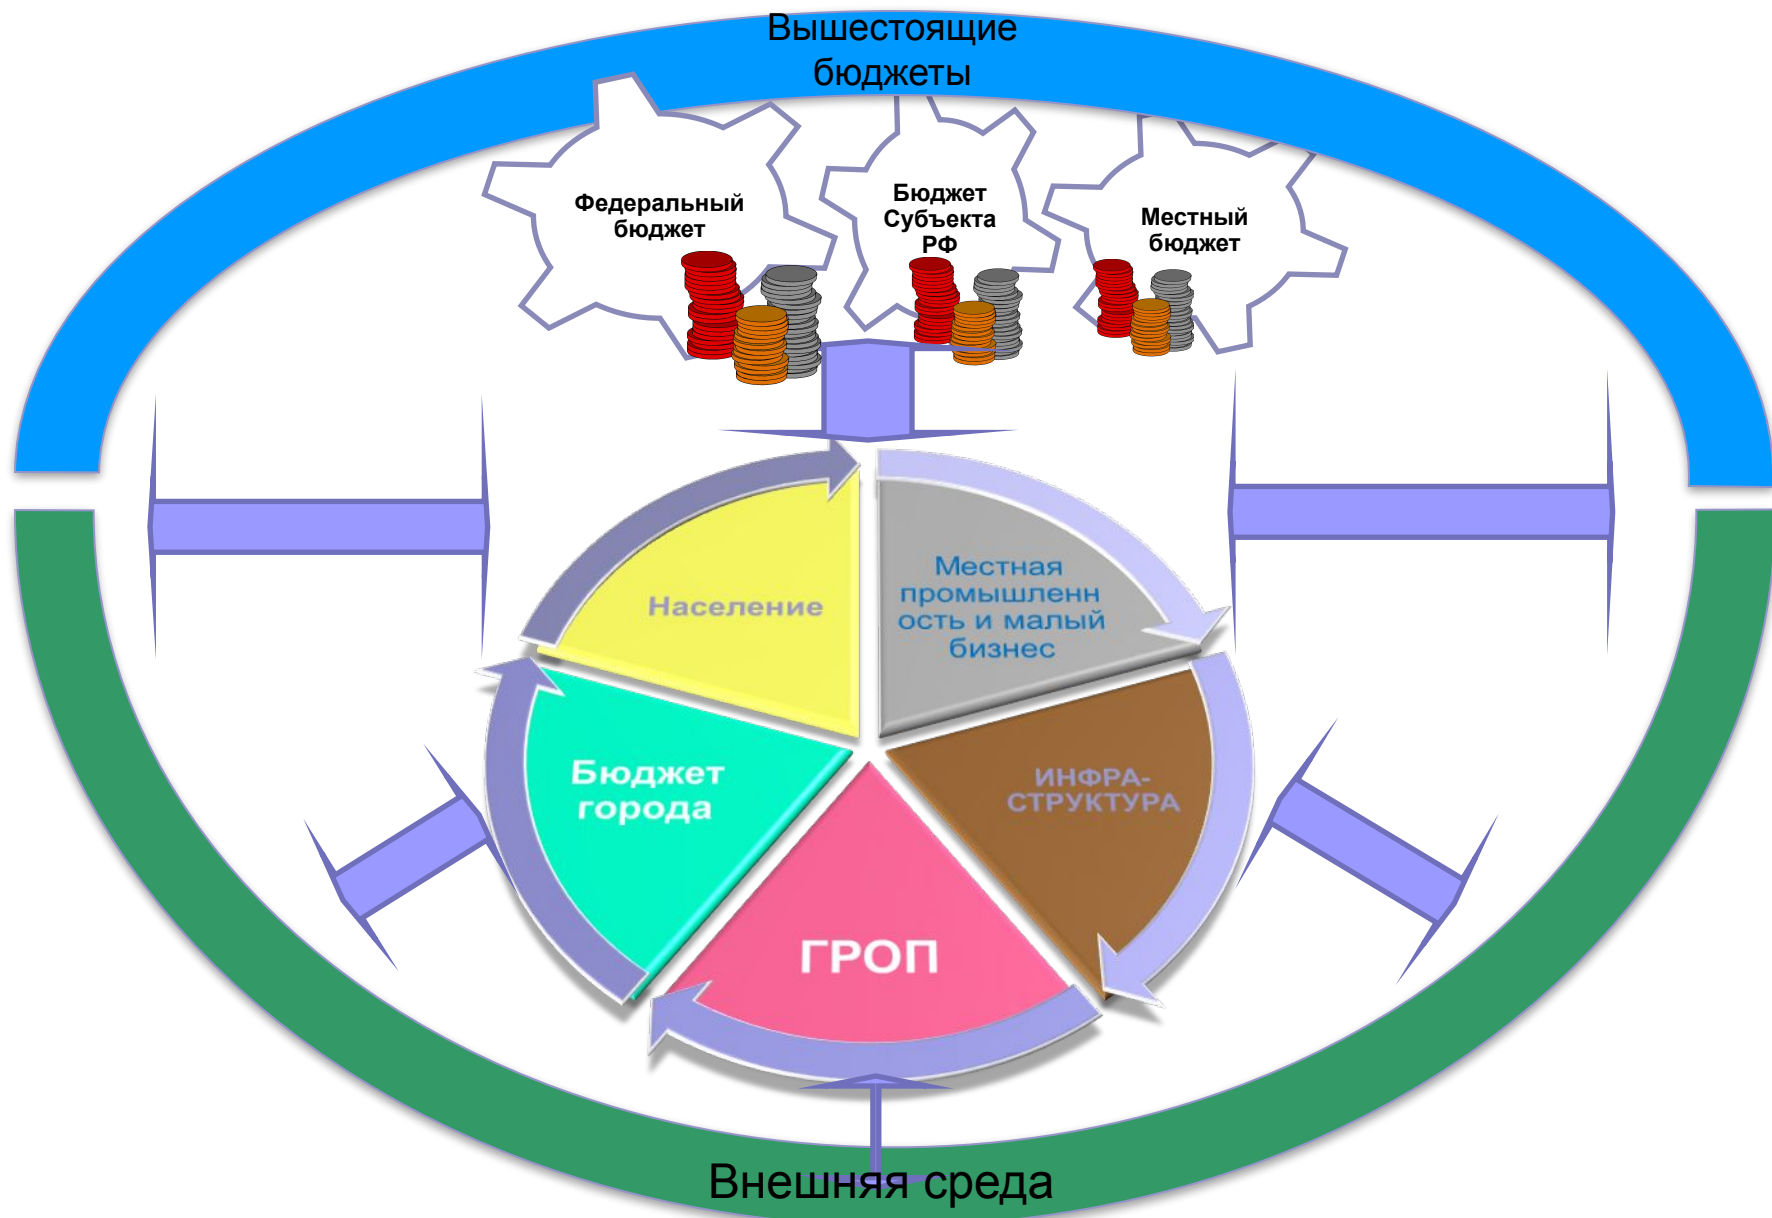 Вышестоящие
бюджеты
Федеральный
бюджет
Бюджет
Субъекта
РФ
Местный
бюджет
Население
Местная
промышленн
ость и малый
бизнес
Бюджет
города
ИНФРА-
СТРУКТУРА
ГРОП
Внешняя среда